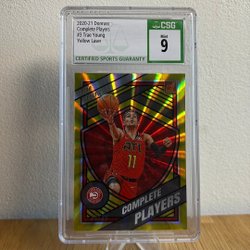 2020-21 Donruss
Complete Players
#3 Trae Young
Yellow Laser
CSG
Mint
9
CERTIFIED SPORTS GUARANTY
ATL
11
COMPLETE
PLAYERS